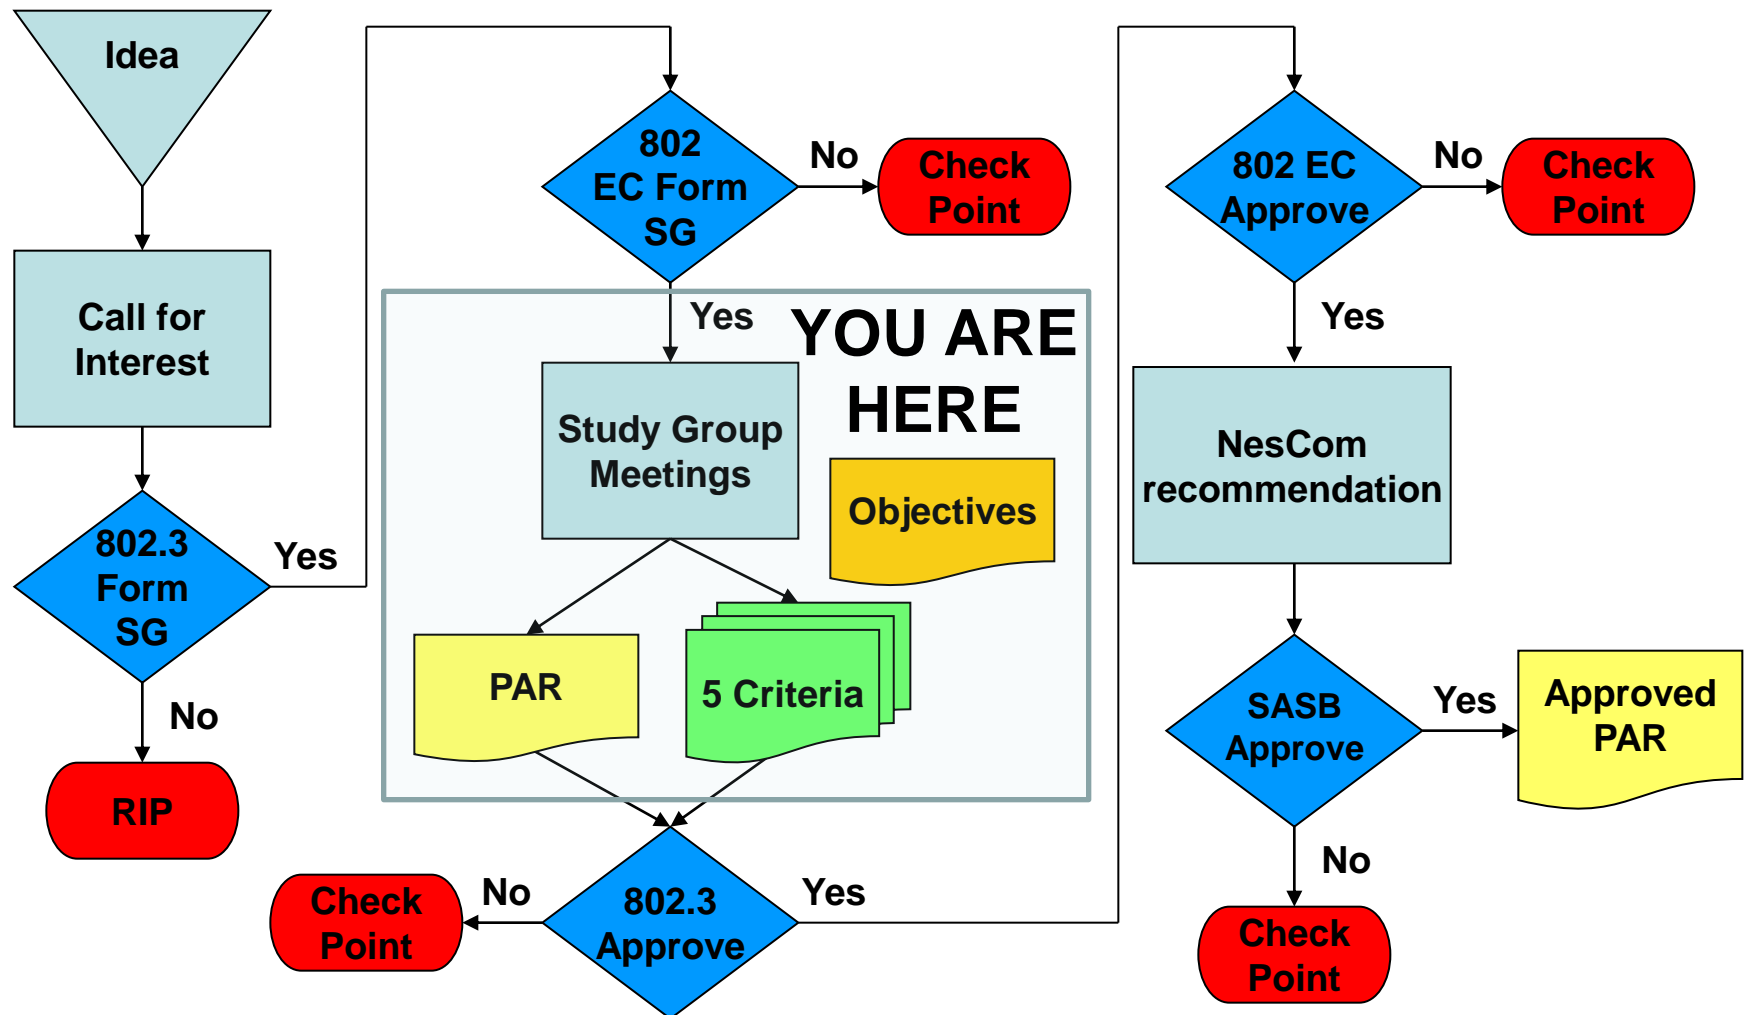 Idea
Call for
Interest
802.3
Form
SG
Yes
No
RIP
802
EC Form
SG
No
Check
Point
Yes
YOU ARE
HERE
Study Group
Meetings
Objectives
PAR
5 Criteria
802.3
Approve
No
Check
Point
Yes
802 EC
Approve
No
Check
Point
Yes
NesCom
recommendation
SASB
Approve
Yes
Approved
PAR
No
Check
Point